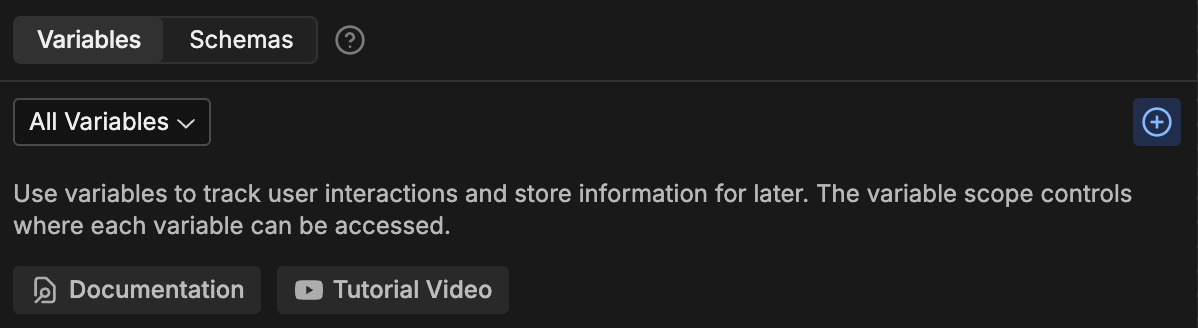 Variables Schemas
All Variables
Use variables to track user interactions and store information for later. The variable scope controls
where each variable can be accessed.
Documentation Tutorial Video